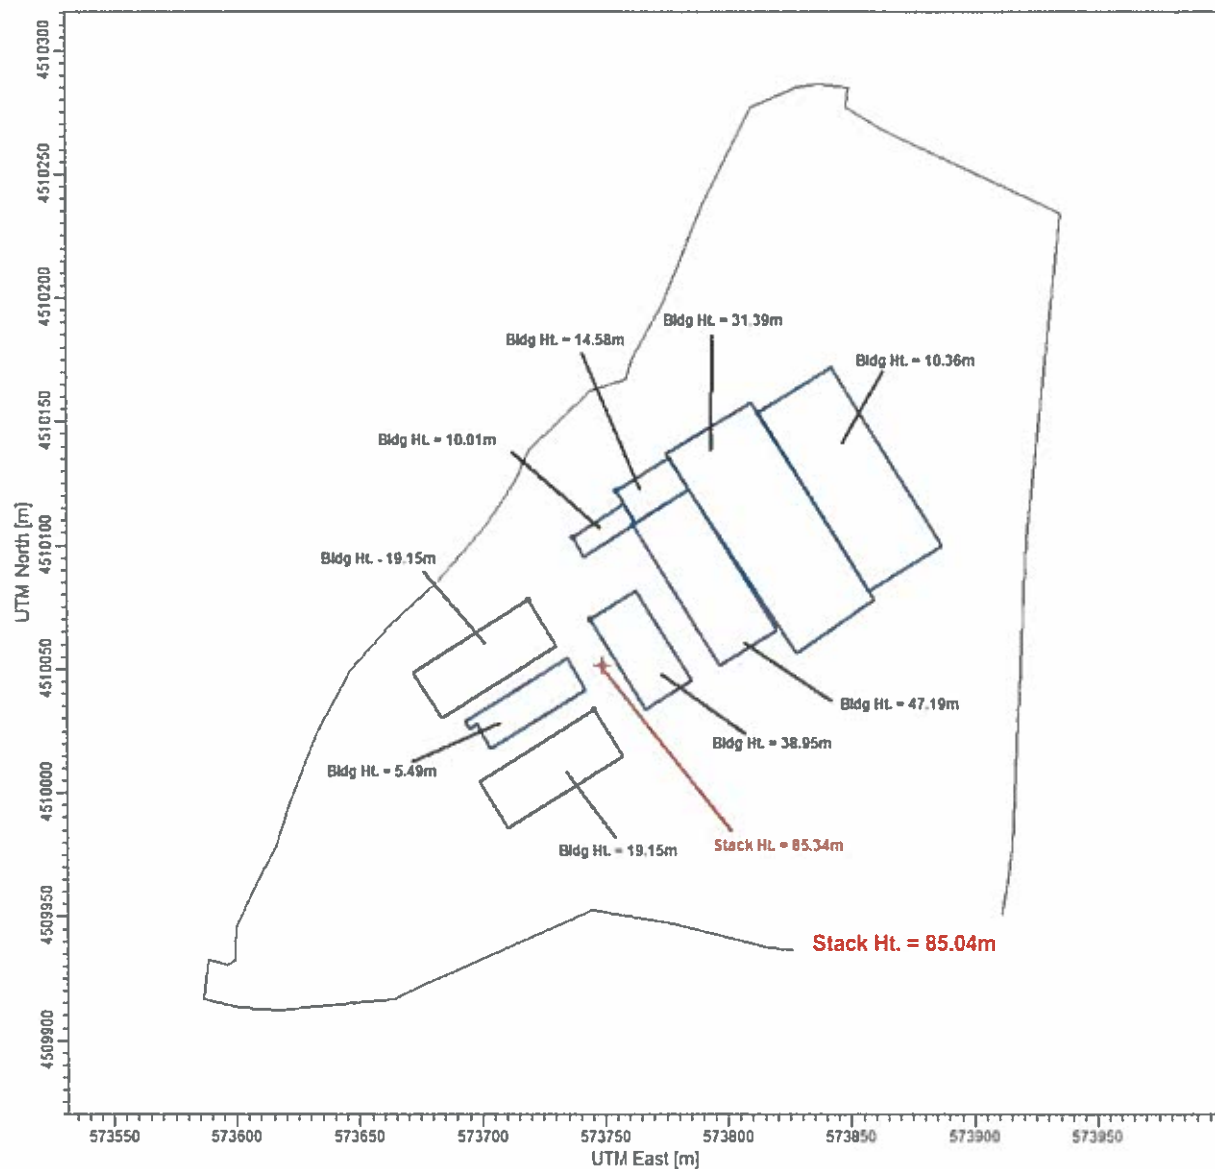 4510300
4510250
4510200
4510150
4510100
4510050
4510000
4509950
4509900
UTM North [m]
Bldg Ht. = 31.39m
Bldg Ht. = 14.58m
Bldg Ht. = 10.36m
Bldg Ht. = 10.01m
Bldg Ht. - 19.15m
Bldg Ht. = 47.19m
Bldg Ht. = 38.95m
Bldg Ht. = 5.49m
Stack Ht. = 85.34m
Bldg Ht. = 19.15m
Stack Ht. = 85.04m
573550 573600 573650 573700 573750 573800 573850 573900 573950
UTM East [m]